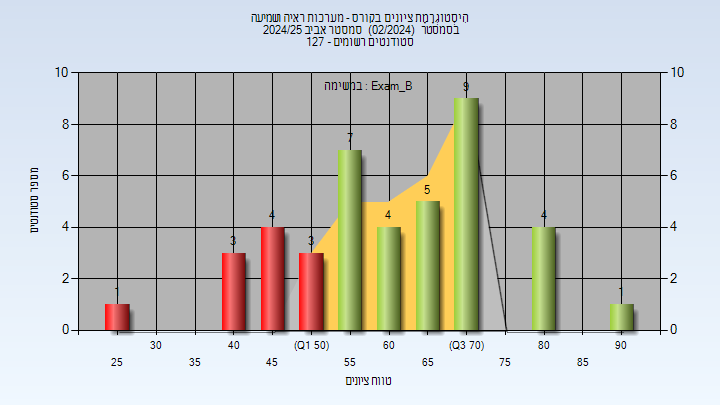 הִיסְטוֹגְרָמַת ציונים בקורס - מערכות ראיה ושמיעה
בסמסטר (02/2024) סמסטר אביב 2024/25
סטודנטים רשומים - 127
במשימה : Exam_B
מספר סטודנטים
10 10
8 8
6 6
4 4
2 2
0 0
1 3 4 3 7 4 5 9 4 1
30 40 (Q1 50) 60 (Q3 70) 80 90
25 35 45 55 65 75 85
טווח ציונים